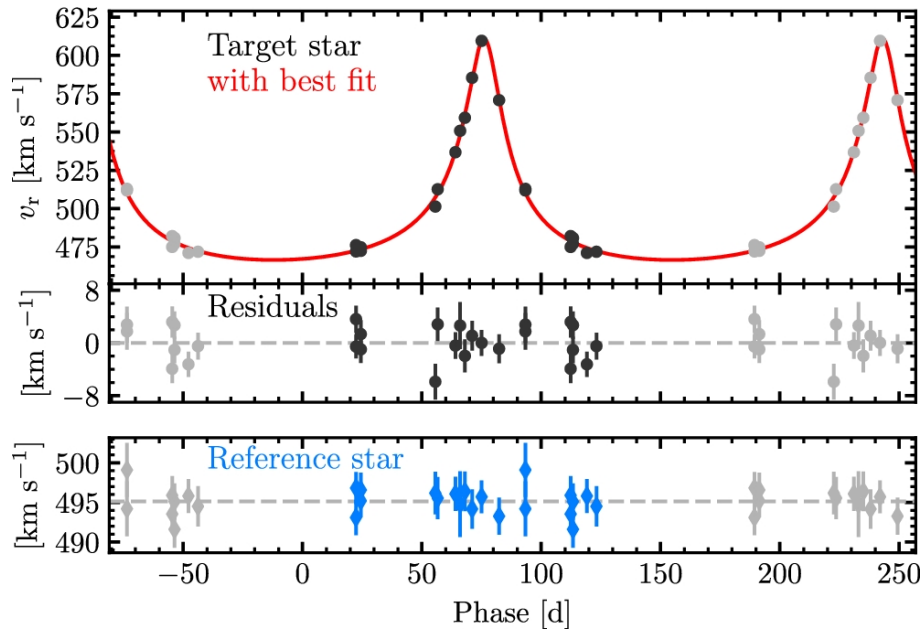 625
600
575
550
525
500
475
v_r [km s⁻¹]
Target star
with best fit
8
0
−8
[km s⁻¹]
Residuals
500
495
490
[km s⁻¹]
Reference star
−50 0 50 100 150 200 250
Phase [d]